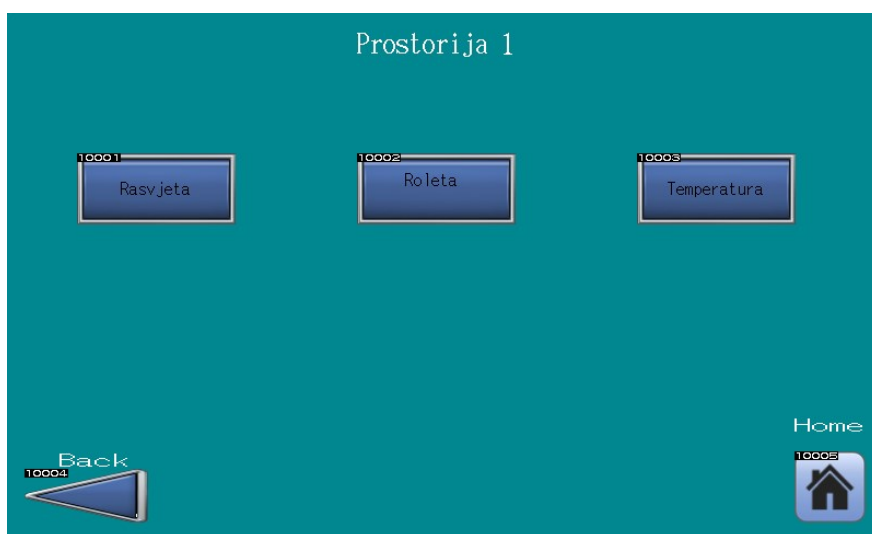 Prostorija 1
10001
Rasvjeta
10002
Roleta
10003
Temperatura
Home
10005
Back
10004